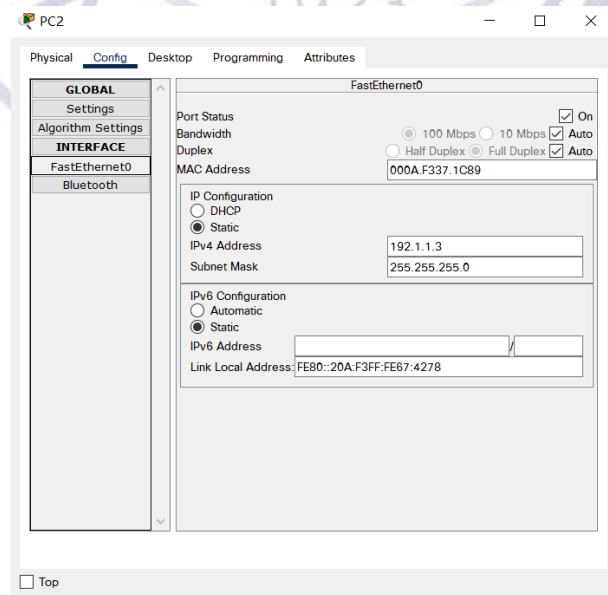 PC2
Physical Config Desktop Programming Attributes
GLOBAL
Settings
Algorithm Settings
INTERFACE
FastEthernet0
Bluetooth
FastEthernet0
Port Status On
Bandwidth 100 Mbps 10 Mbps Auto
Duplex Half Duplex Full Duplex Auto
MAC Address 000A.F337.1C89
IP Configuration
DHCP
Static
IPv4 Address 192.1.1.3
Subnet Mask 255.255.255.0
IPv6 Configuration
Automatic
Static
IPv6 Address /
Link Local Address: FE80::20A:F3FF:FE67:4278
Top